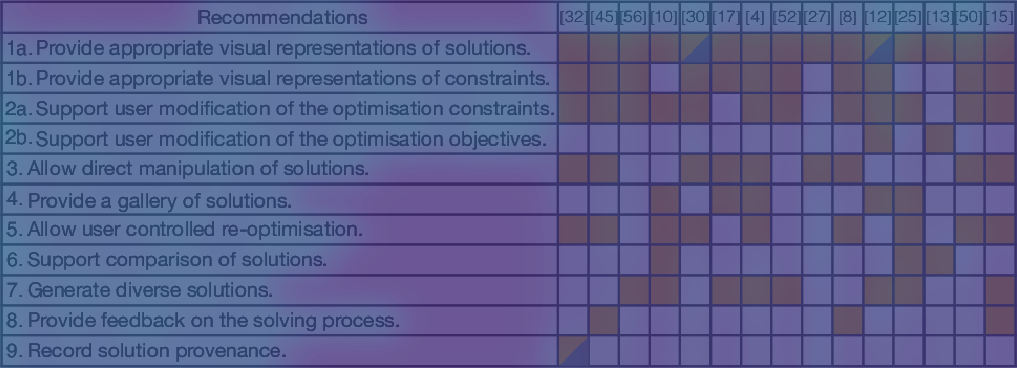 Recommendations [32] [45] [56] [10] [30] [17] [4] [52] [27] [8] [12] [25] [13] [50] [15]
1a. Provide appropriate visual representations of solutions.
1b. Provide appropriate visual representations of constraints.
2a. Support user modification of the optimisation constraints.
2b. Support user modification of the optimisation objectives.
3. Allow direct manipulation of solutions.
4. Provide a gallery of solutions.
5. Allow user controlled re-optimisation.
6. Support comparison of solutions.
7. Generate diverse solutions.
8. Provide feedback on the solving process.
9. Record solution provenance.